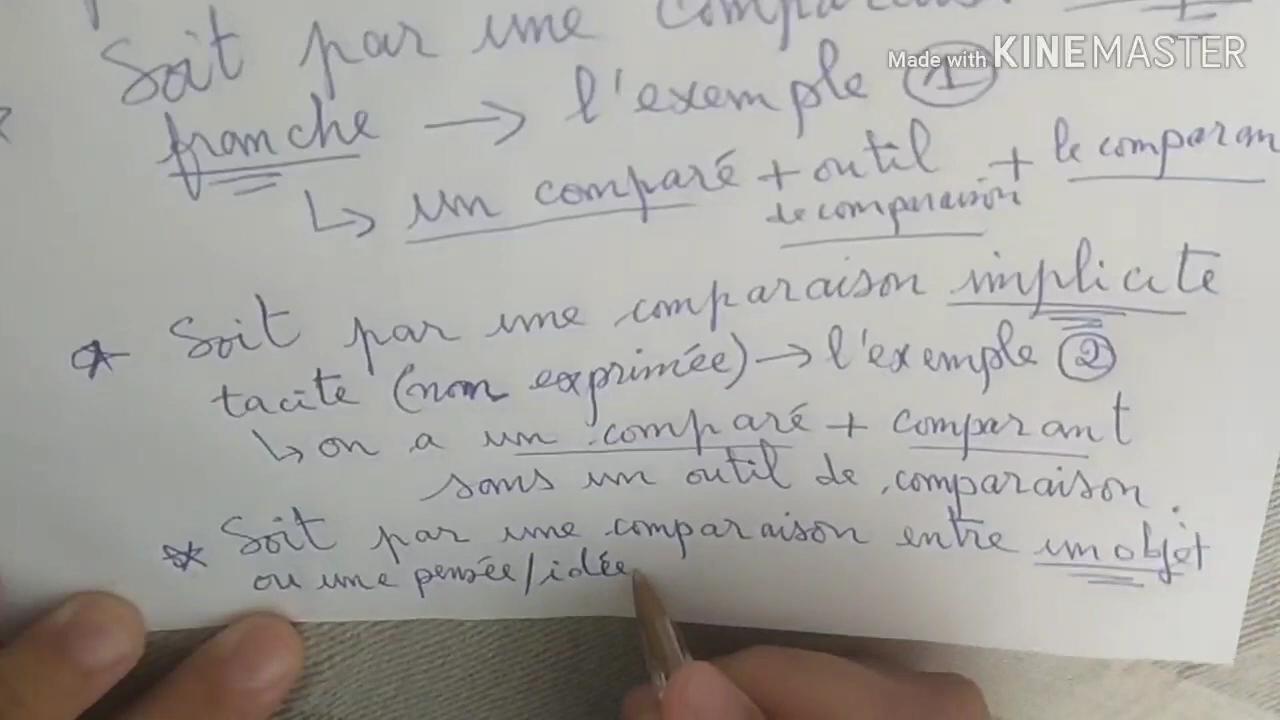 Soit par une comparais
Made with KINEMASTER
franche → l'exemple ①
↳ un comparé + outil + le comparan
de comparaison
* Soit par une comparaison implicite
tacite (non exprimée) → l'exemple ②
↳ on a un comparé + comparant
sans un outil de comparaison.
* Soit par une comparaison entre un objet
ou une pensée/idée